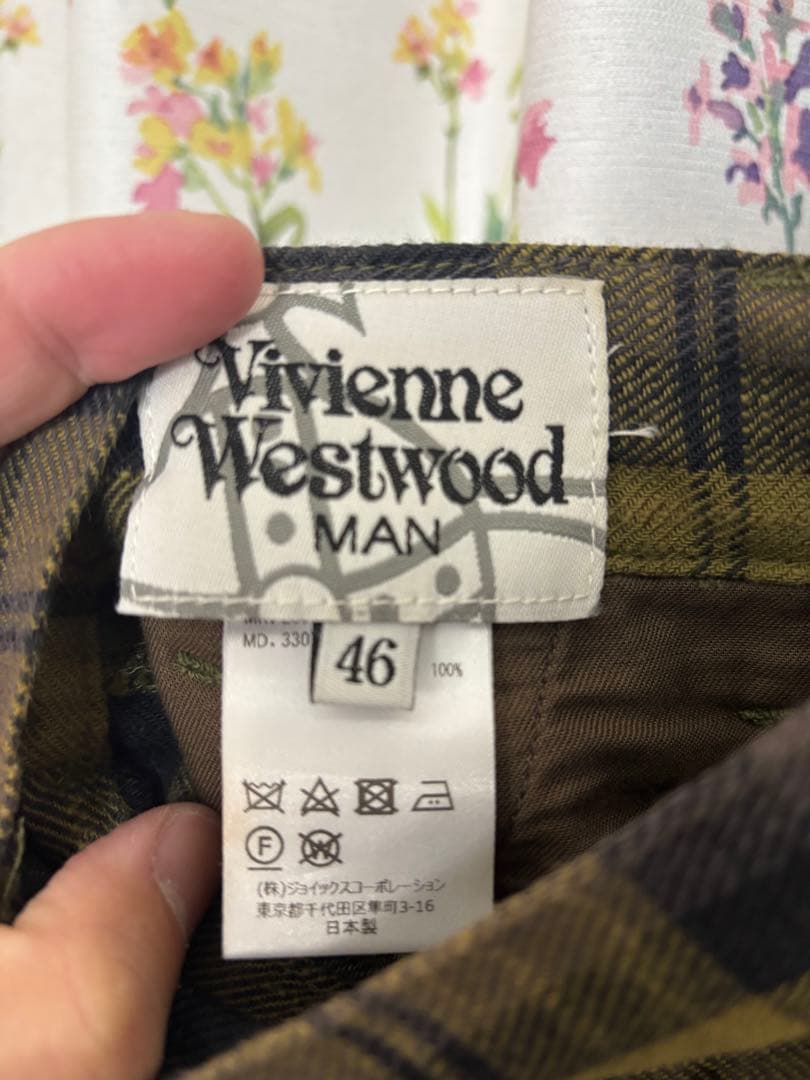 Vivienne
Westwood
MAN
MD. 330
46
100%
F
W
(株)ジョイックスコーポレーション
東京都千代田区隼町3-16
日本製